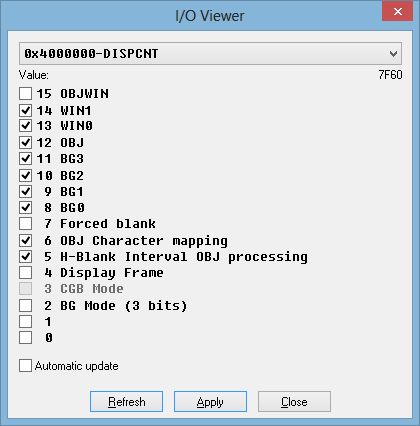 I/O Viewer
0x4000000-DISPCNT
Value: 7F60
15 OBJWIN
14 WIN1
13 WIN0
12 OBJ
11 BG3
10 BG2
9 BG1
8 BG0
7 Forced blank
6 OBJ Character mapping
5 H-Blank Interval OBJ processing
4 Display Frame
3 CGB Mode
2 BG Mode (3 bits)
1
0
Automatic update
Refresh Apply Close